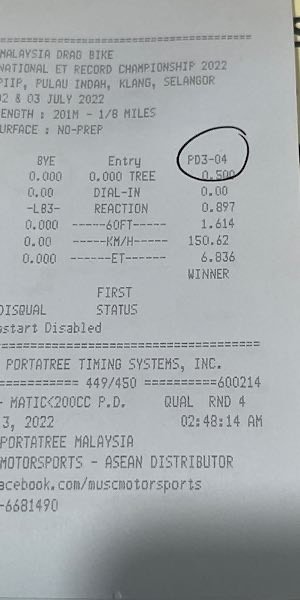 MALAYSIA DRAG BIKE
NATIONAL ET RECORD CHAMPIONSHIP 2022
PIIP, PULAU INDAH, KLANG, SELANGOR
02 & 03 JULY 2022
LENGTH : 201M - 1/8 MILES
SURFACE : NO-PREP
BYE Entry PD3-04
0.000 0.000 TREE 0.500
0.00 DIAL-IN 0.00
-LB3- REACTION 0.897
0.000 -----60FT----- 1.614
0.00 -----KM/H----- 150.62
0.000 ------ET------ 6.836
WINNER
FIRST
DISQUAL STATUS
estart Disabled
PORTATREE TIMING SYSTEMS, INC.
=========== 449/450 ==========600214
- MATIC<200CC P.D. QUAL RND 4
3, 2022 02:48:14 AM
PORTATREE MALAYSIA
MOTORSPORTS - ASEAN DISTRIBUTOR
acebook.com/muscmotorsports
-6681490